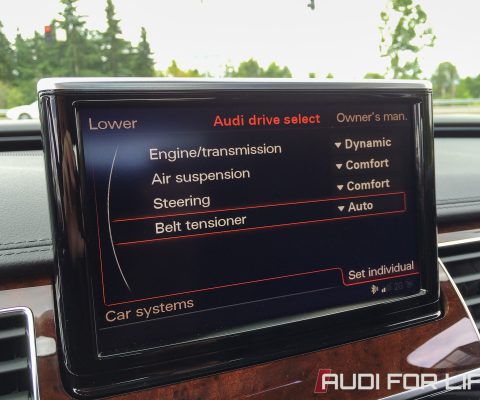 Lower Audi drive select Owner's man.
Engine/transmission ▼ Dynamic
Air suspension ▼ Comfort
Steering ▼ Comfort
Belt tensioner ▼ Auto
Set individual
2G
Car systems
AUDI FOR LIF